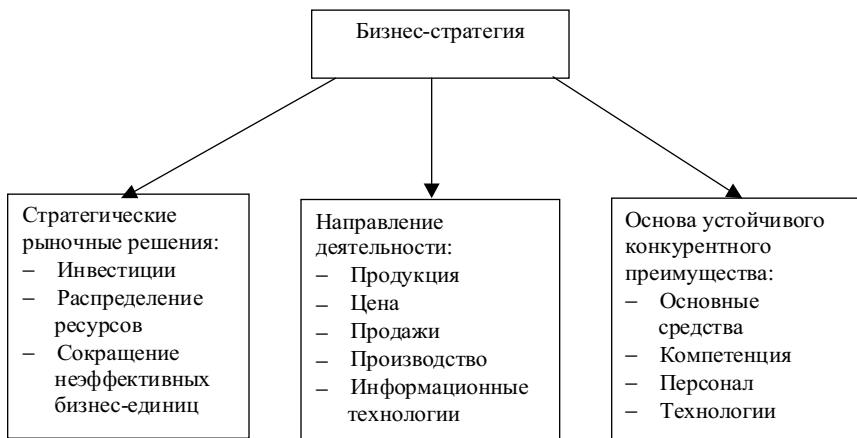 Бизнес-стратегия
Стратегические
рыночные решения:
– Инвестиции
– Распределение
ресурсов
– Сокращение
неэффективных
бизнес-единиц
Направление
деятельности:
– Продукция
– Цена
– Продажи
– Производство
– Информационные
технологии
Основа устойчивого
конкурентного
преимущества:
– Основные
средства
– Компетенция
– Персонал
– Технологии